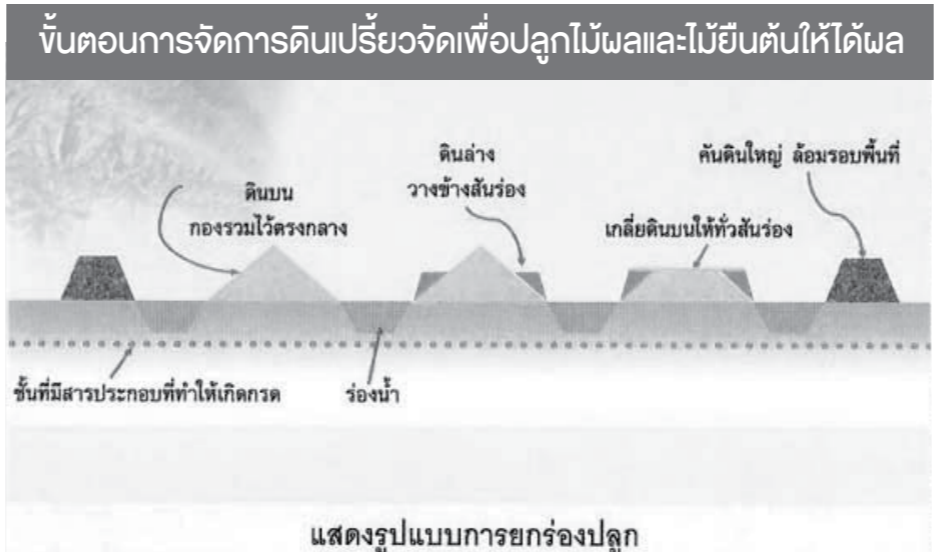 ขั้นตอนการจัดการดินเปรี้ยวจัดเพื่อปลูกไม้ผลและไม้ยืนต้นให้ได้ผล
ดินบน
กองรวมไว้ตรงกลาง
ดินล่าง
วางข้างสันร่อง
เกลี่ยดินบนให้ทั่วสันร่อง
คันดินใหญ่ ล้อมรอบพื้นที่
ชั้นที่มีสารประกอบที่ทำให้เกิดกรด
ร่องน้ำ
แสดงรูปแบบการยกร่องปลูก